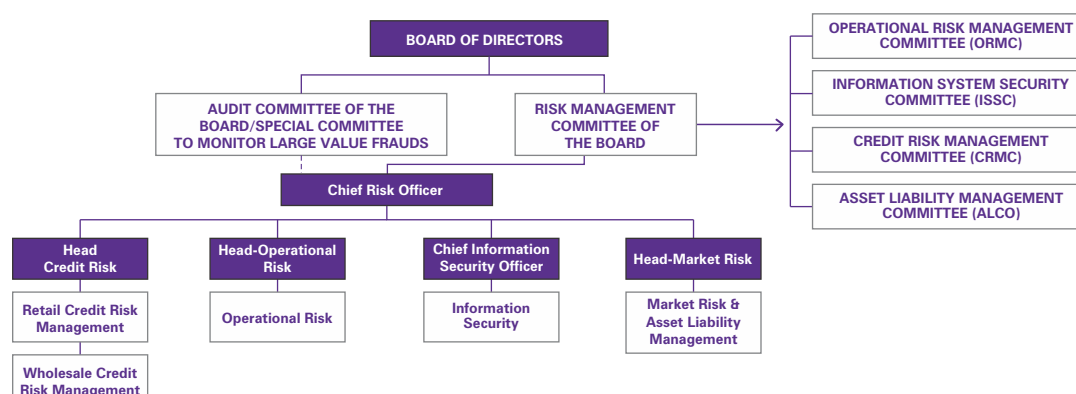 BOARD OF DIRECTORS
AUDIT COMMITTEE OF THE
BOARD/SPECIAL COMMITTEE
TO MONITOR LARGE VALUE FRAUDS
RISK MANAGEMENT
COMMITTEE OF
THE BOARD
OPERATIONAL RISK MANAGEMENT
COMMITTEE (ORMC)
INFORMATION SYSTEM SECURITY
COMMITTEE (ISSC)
CREDIT RISK MANAGEMENT
COMMITTEE (CRMC)
ASSET LIABILITY MANAGEMENT
COMMITTEE (ALCO)
Chief Risk Officer
Head
Credit Risk
Head-Operational
Risk
Chief Information
Security Officer
Head-Market Risk
Retail Credit Risk
Management
Operational Risk
Information
Security
Market Risk &
Asset Liability
Management
Wholesale Credit
Risk Management